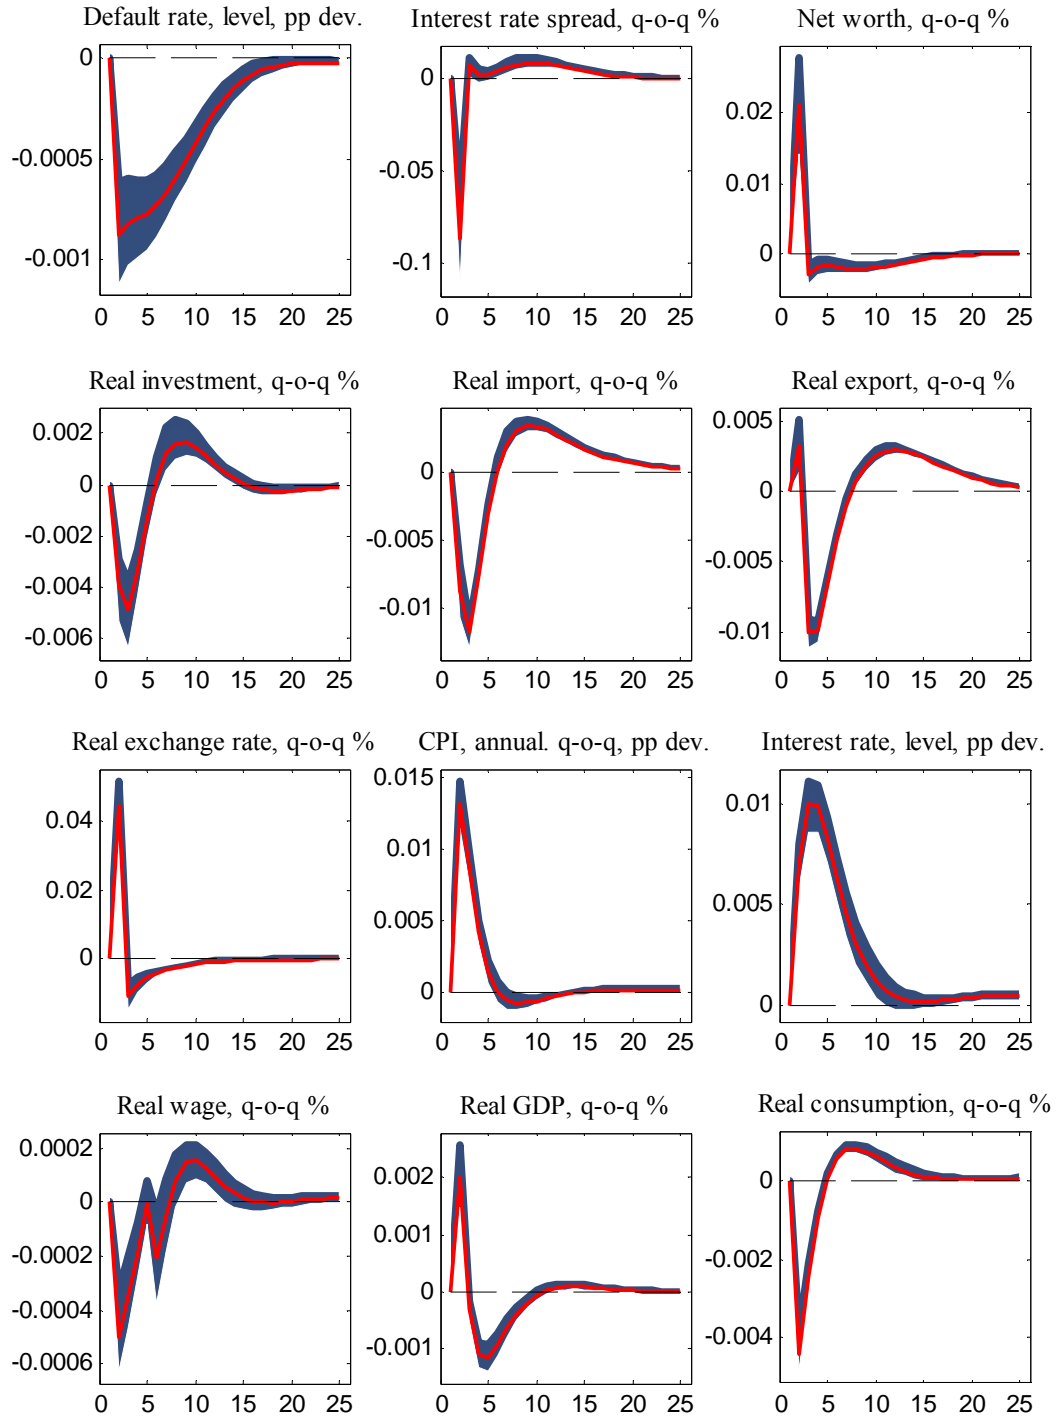 Default rate, level, pp dev.
0
-0.0005
-0.001
0 5 10 15 20 25
Interest rate spread, q-o-q %
0
-0.05
-0.1
0 5 10 15 20 25
Net worth, q-o-q %
0.02
0.01
0
0 5 10 15 20 25
Real investment, q-o-q %
0.002
0
-0.002
-0.004
-0.006
0 5 10 15 20 25
Real import, q-o-q %
0
-0.005
-0.01
0 5 10 15 20 25
Real export, q-o-q %
0.005
0
-0.005
-0.01
0 5 10 15 20 25
Real exchange rate, q-o-q %
0.04
0.02
0
0 5 10 15 20 25
CPI, annual. q-o-q, pp dev.
0.015
0.01
0.005
0
0 5 10 15 20 25
Interest rate, level, pp dev.
0.01
0.005
0
0 5 10 15 20 25
Real wage, q-o-q %
0.0002
0
-0.0002
-0.0004
-0.0006
0 5 10 15 20 25
Real GDP, q-o-q %
0.002
0.001
0
-0.001
0 5 10 15 20 25
Real consumption, q-o-q %
0
-0.002
-0.004
0 5 10 15 20 25